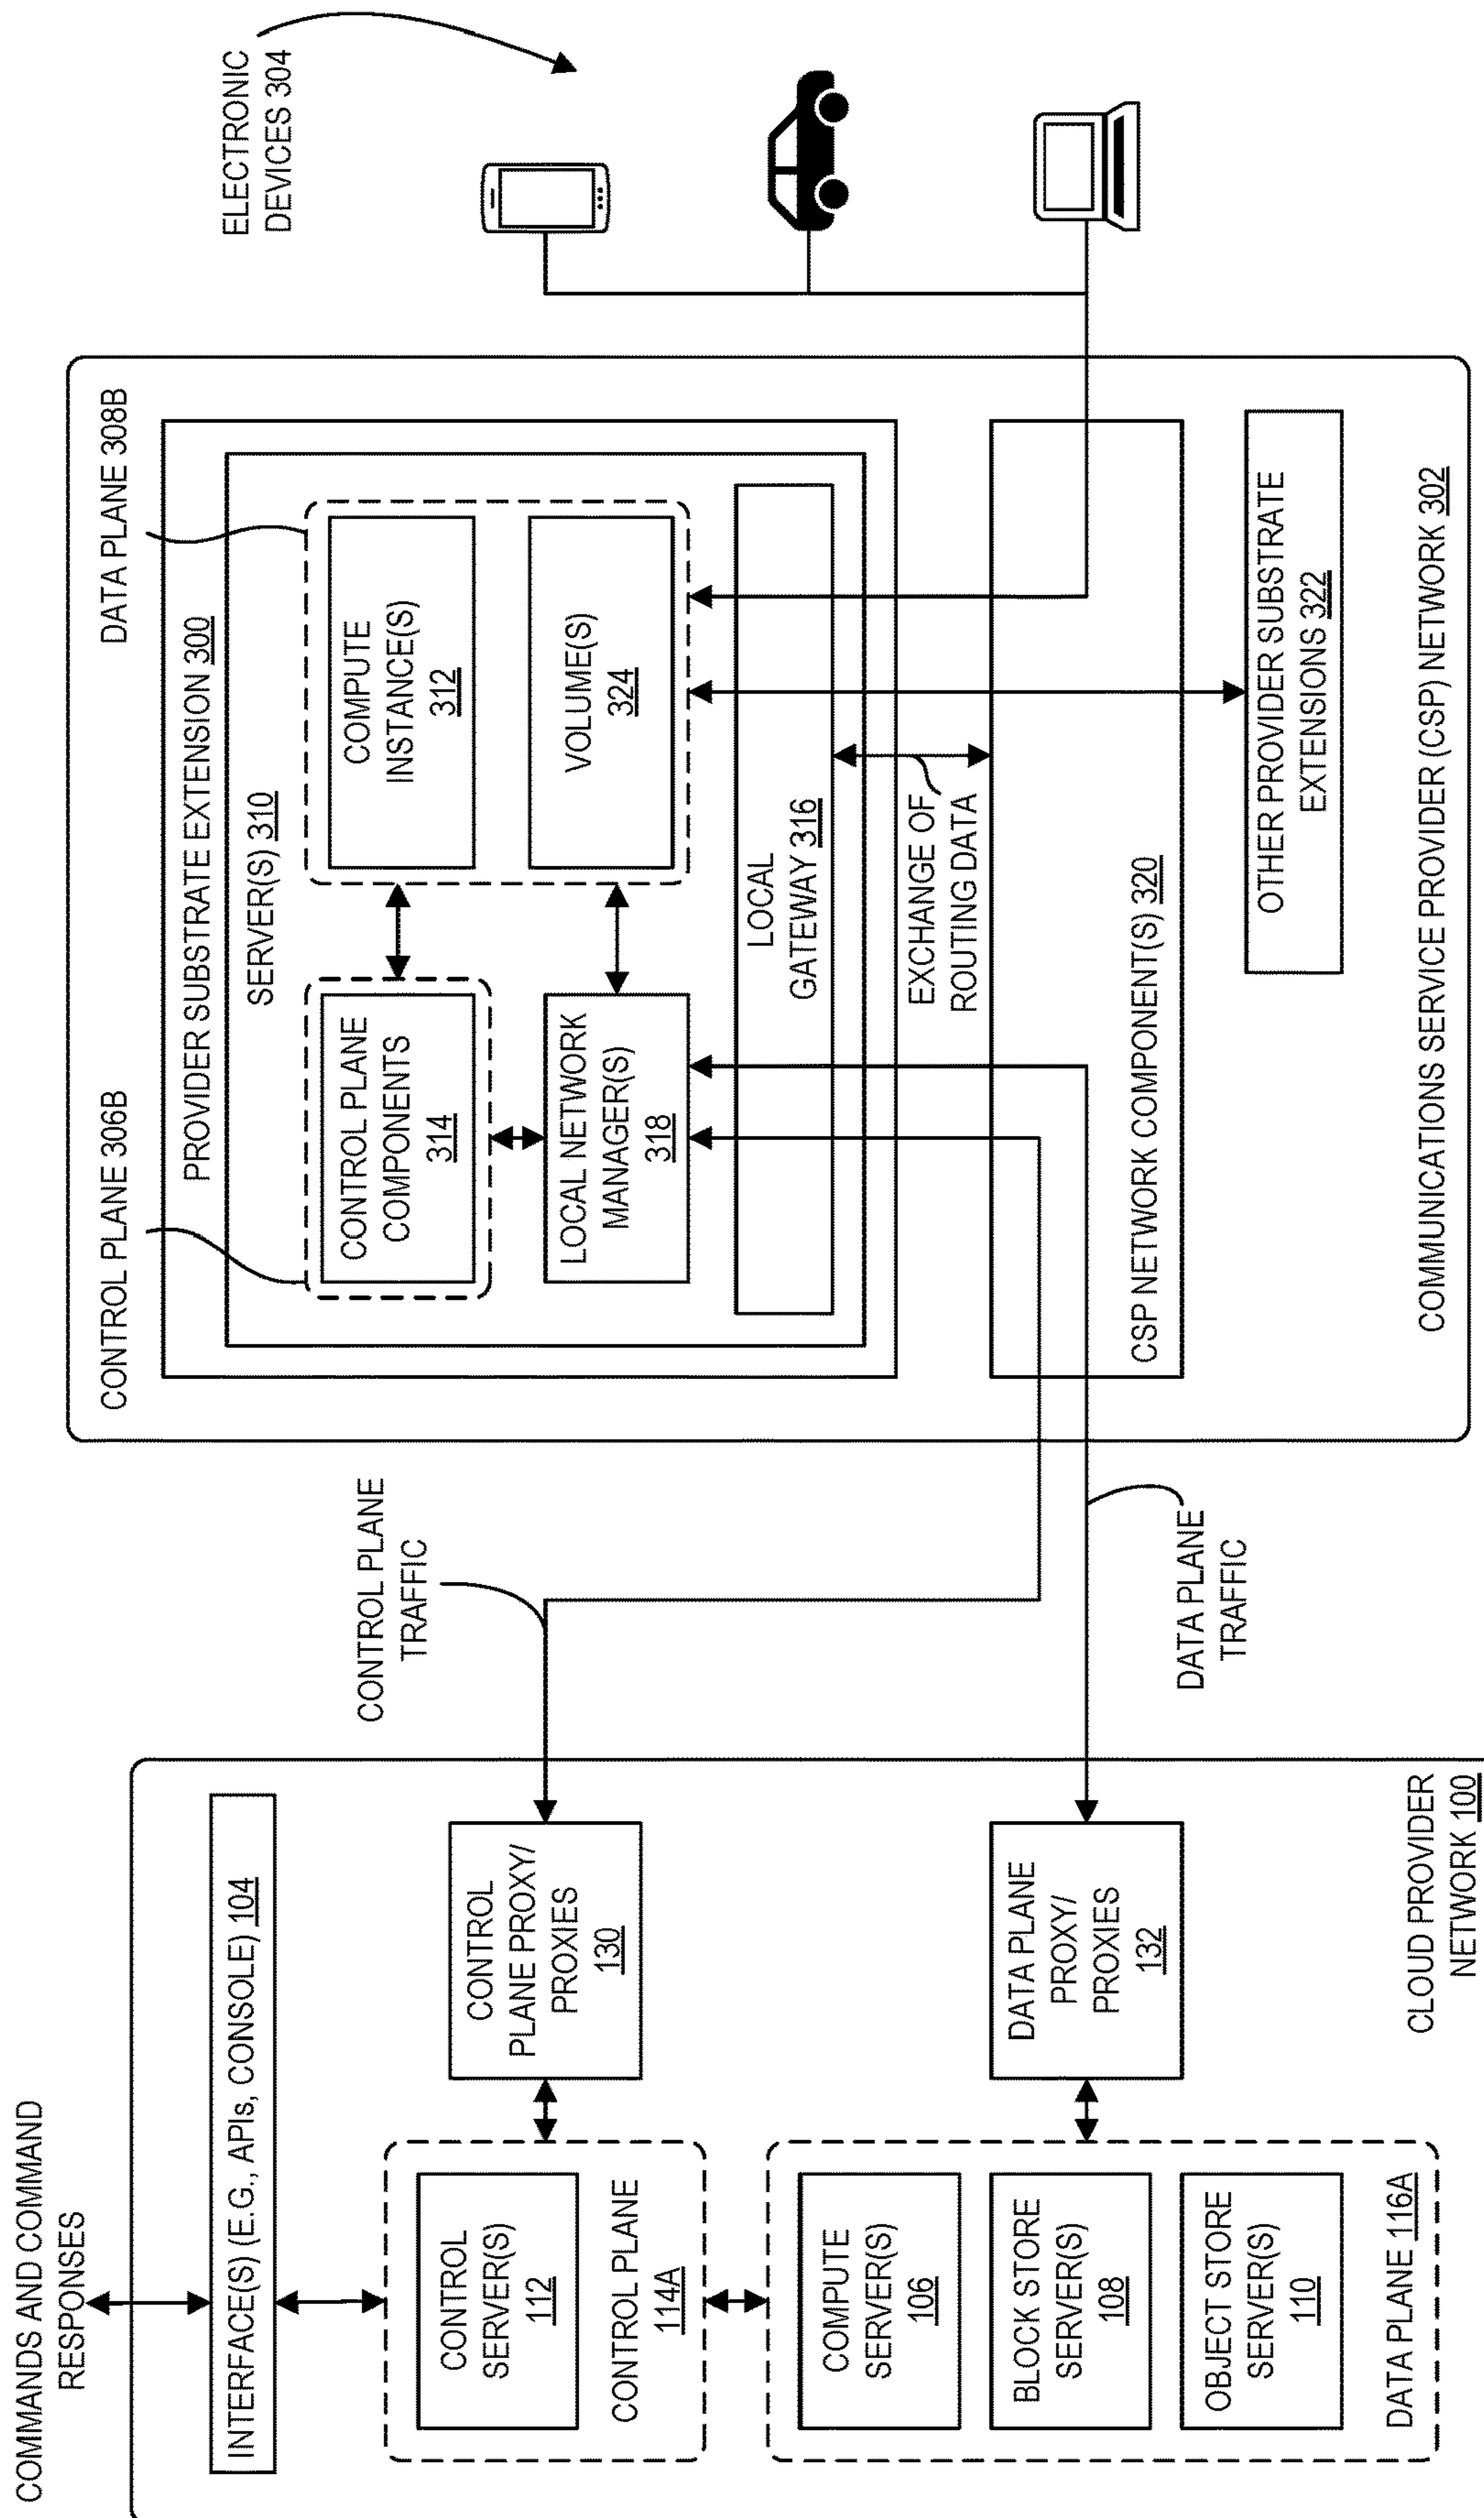 COMMANDS AND COMMAND
RESPONSES
INTERFACE(S) (E.G., APIs, CONSOLE) 104
CONTROL
SERVER(S)
112
CONTROL PLANE
114A
COMPUTE
SERVER(S)
106
BLOCK STORE
SERVER(S)
108
OBJECT STORE
SERVER(S)
110
DATA PLANE 116A
CONTROL
PLANE PROXY/
PROXIES
130
DATA PLANE
PROXY/
PROXIES
132
CLOUD PROVIDER
NETWORK 100
CONTROL PLANE
TRAFFIC
DATA PLANE
TRAFFIC
CONTROL PLANE 306B
DATA PLANE 308B
PROVIDER SUBSTRATE EXTENSION 300
SERVER(S) 310
CONTROL PLANE
COMPONENTS
314
COMPUTE
INSTANCE(S)
312
LOCAL NETWORK
MANAGER(S)
318
VOLUME(S)
324
LOCAL
GATEWAY 316
EXCHANGE OF
ROUTING DATA
CSP NETWORK COMPONENT(S) 320
OTHER PROVIDER SUBSTRATE
EXTENSIONS 322
COMMUNICATIONS SERVICE PROVIDER (CSP) NETWORK 302
ELECTRONIC
DEVICES 304